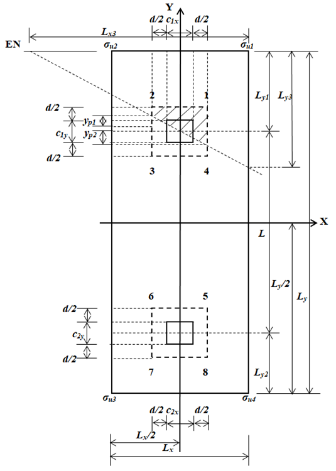 Lx3
d/2 c1x d/2
Y
EN
σu2
σu1
2
1
Ly1
Ly3
d/2
yp1
c1y
yp2
d/2
3
4
X
L
Ly/2
Ly
6
5
d/2
c2y
d/2
7
8
Ly2
σu3
σu4
d/2 c2x d/2
Lx/2
Lx